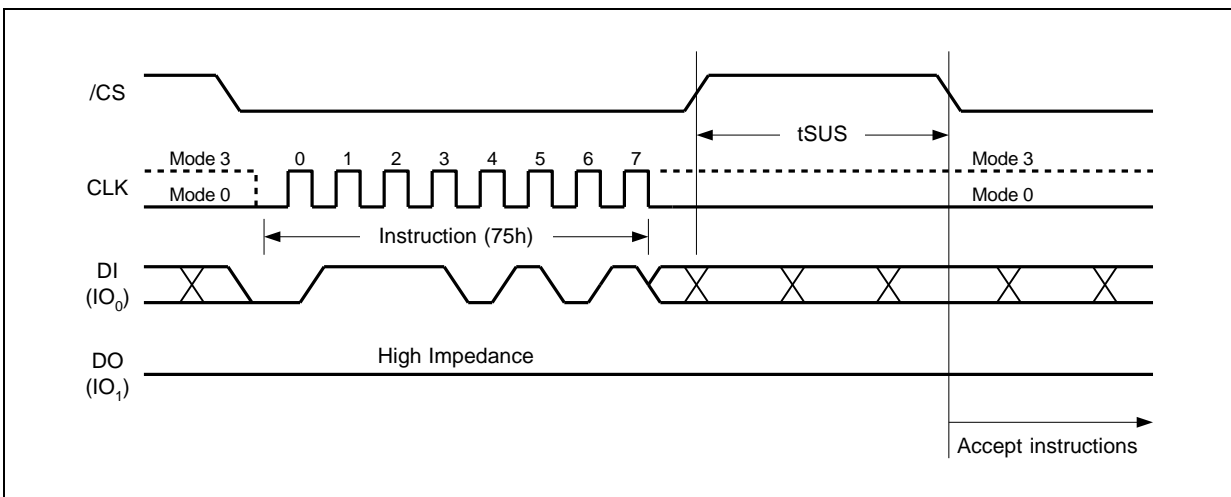 /CS
tSUS
Mode 3 0 1 2 3 4 5 6 7 Mode 3
CLK
Mode 0 Mode 0
Instruction (75h)
DI
(IO₀)
High Impedance
DO
(IO₁)
Accept instructions